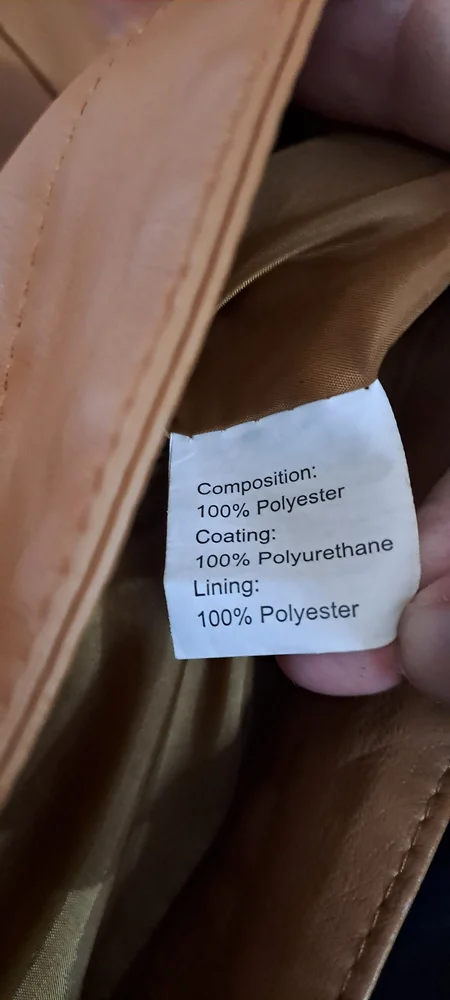 Composition:
100% Polyester
Coating:
100% Polyurethane
Lining:
100% Polyester